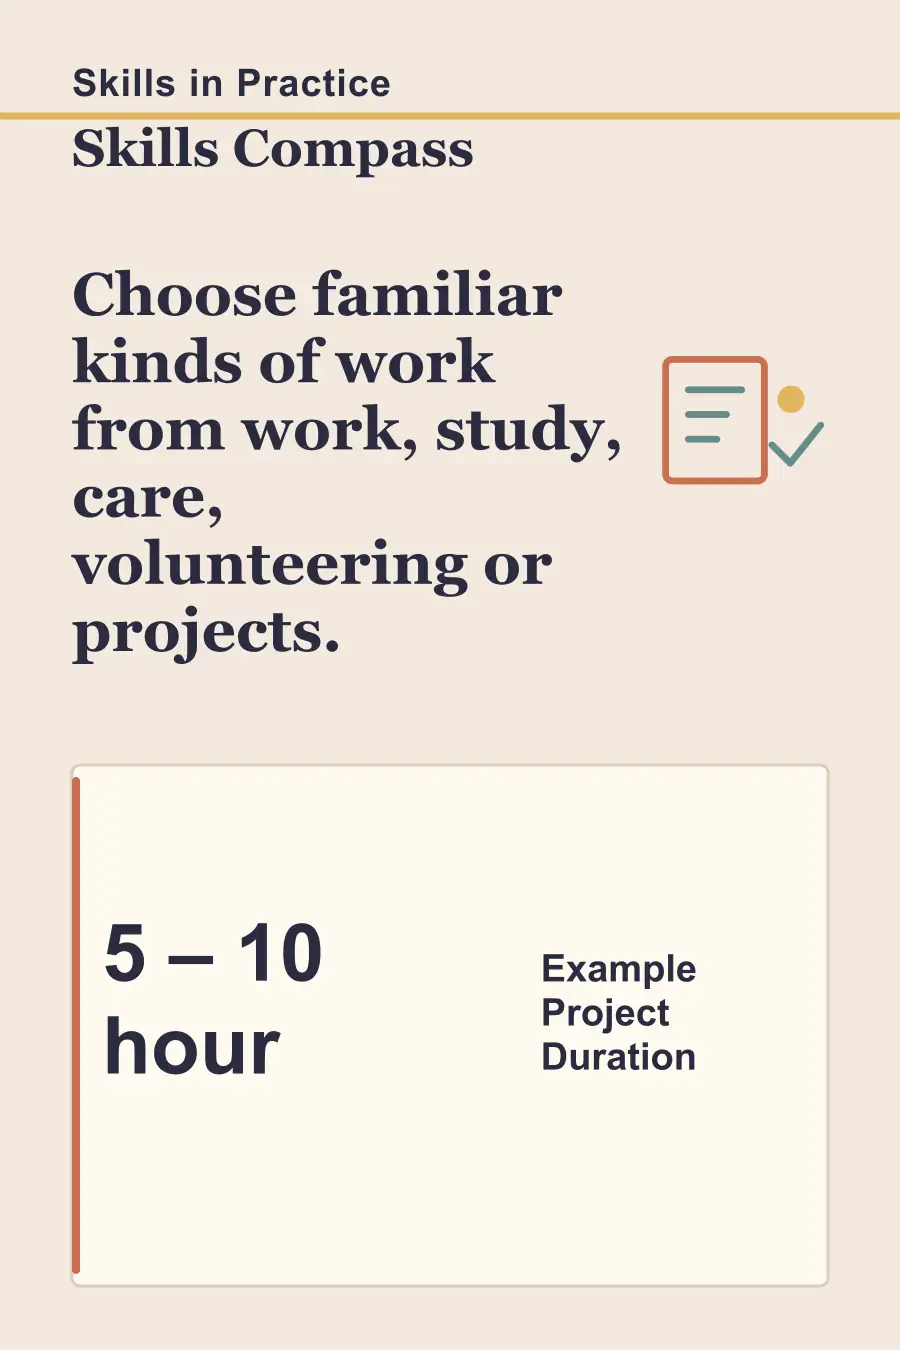 Skills in Practice
Skills Compass
Choose familiar
kinds of work
from work, study,
care,
volunteering or
projects.
5 – 10
hour
Example
Project
Duration